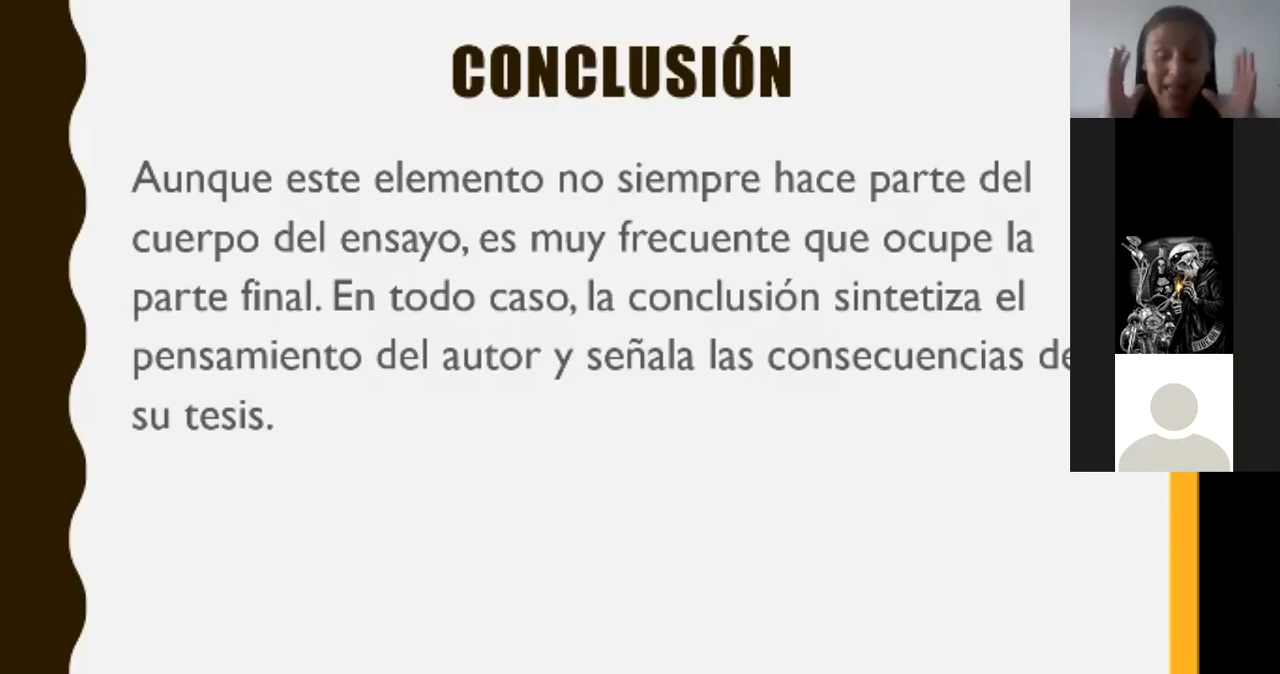 CONCLUSIÓN
Aunque este elemento no siempre hace parte del
cuerpo del ensayo, es muy frecuente que ocupe la
parte final. En todo caso, la conclusión sintetiza el
pensamiento del autor y señala las consecuencias de
su tesis.